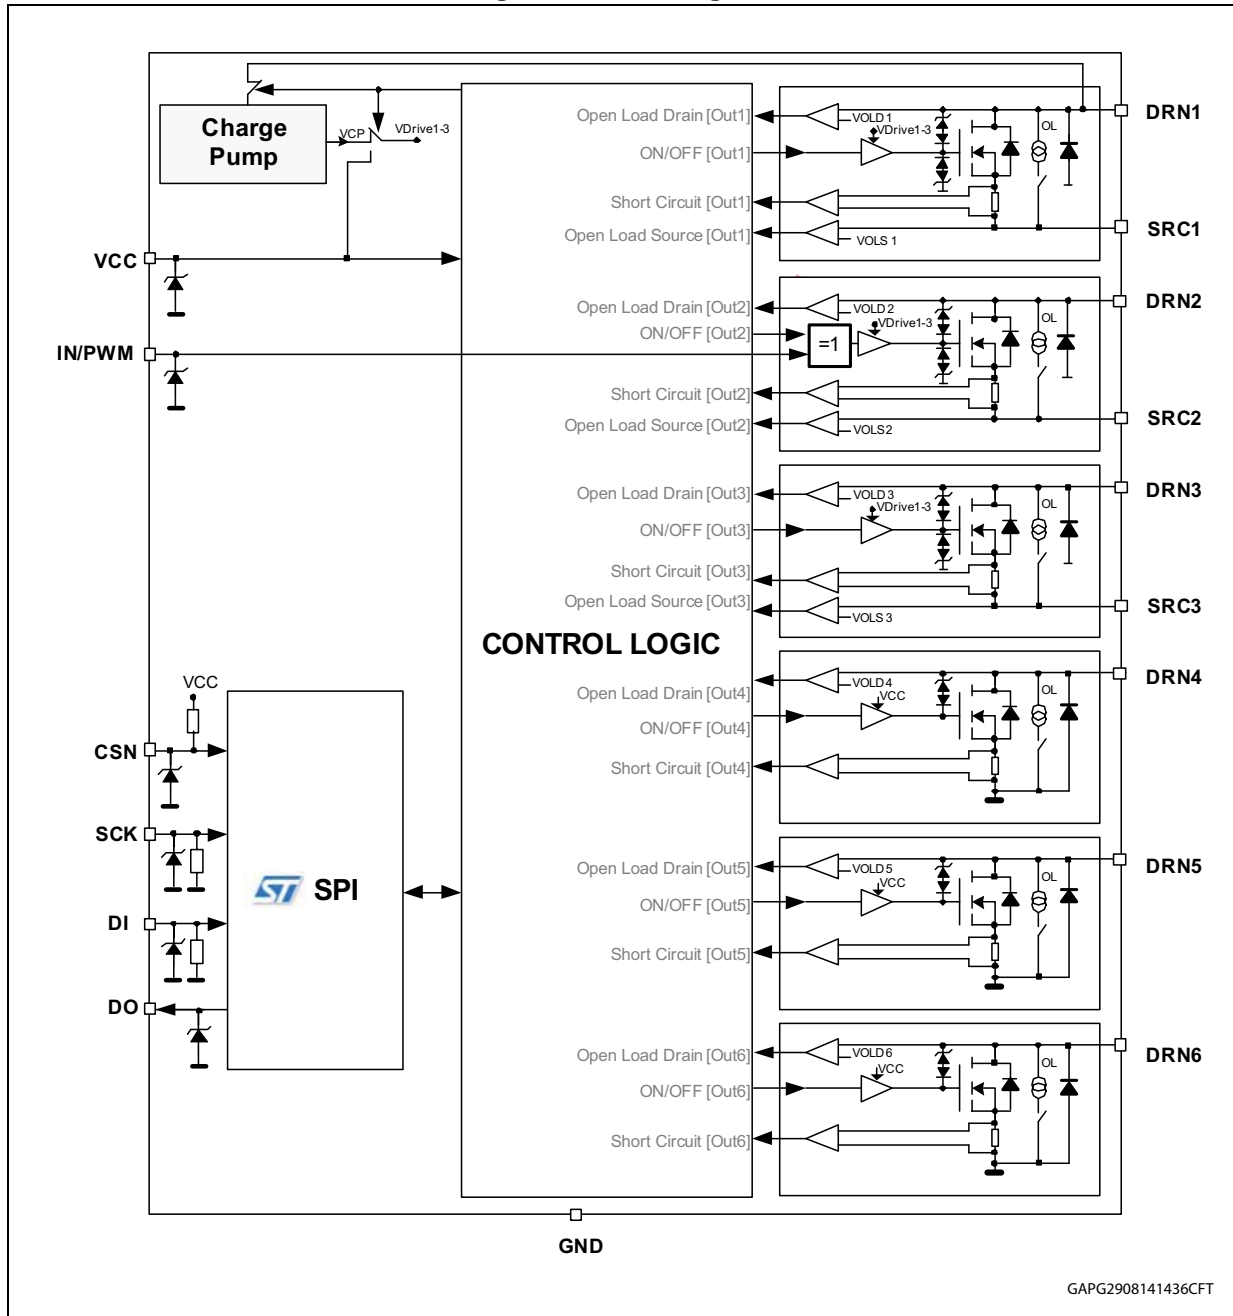 Charge
Pump
VCP
VDrive1-3
VCC
IN/PWM
Open Load Drain [Out1]
ON/OFF [Out1]
Short Circuit [Out1]
Open Load Source [Out1]
VOLD 1
VDrive1-3
OL
VOLS 1
DRN1
SRC1
Open Load Drain [Out2]
ON/OFF [Out2]
Short Circuit [Out2]
Open Load Source [Out2]
VOLD 2
VDrive1-3
=1
OL
VOLS 2
DRN2
SRC2
Open Load Drain [Out3]
ON/OFF [Out3]
Short Circuit [Out3]
Open Load Source [Out3]
VOLD 3
VDrive1-3
OL
VOLS 3
DRN3
SRC3
CONTROL LOGIC
Open Load Drain [Out4]
ON/OFF [Out4]
Short Circuit [Out4]
VOLD 4
VCC
OL
DRN4
VCC
CSN
SCK
DI
DO
ST SPI
Open Load Drain [Out5]
ON/OFF [Out5]
Short Circuit [Out5]
VOLD 5
VCC
OL
DRN5
Open Load Drain [Out6]
ON/OFF [Out6]
Short Circuit [Out6]
VOLD 6
VCC
OL
DRN6
GND
GAPG2908141436CFT